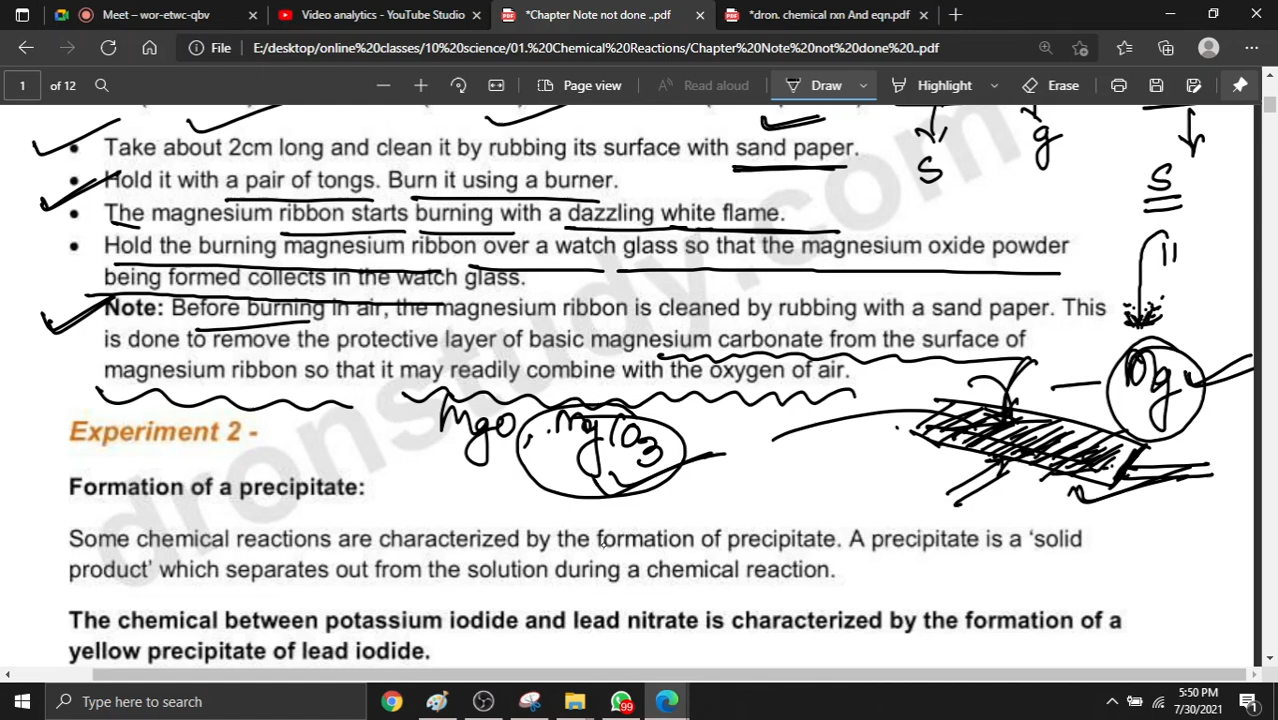 Meet – wor-etwc-qbv
Video analytics - YouTube Studio
*Chapter Note not done ..pdf
*dron. chemical rxn And eqn.pdf
File
E:/desktop/online%20classes/10%20science/01.%20Chemical%20Reactions/Chapter%20Note%20not%20done%20..pdf
1 of 12
Page view
Read aloud
Draw
Highlight
Erase
• Take about 2cm long and clean it by rubbing its surface with sand paper.
g
S
• Hold it with a pair of tongs. Burn it using a burner.
S
• The magnesium ribbon starts burning with a dazzling white flame.
• Hold the burning magnesium ribbon over a watch glass so that the magnesium oxide powder
being formed collects in the watch glass.
Note: Before burning in air, the magnesium ribbon is cleaned by rubbing with a sand paper. This
is done to remove the protective layer of basic magnesium carbonate from the surface of
magnesium ribbon so that it may readily combine with the oxygen of air.
Mg
MgO, MgCO3
Experiment 2 -
Formation of a precipitate:
Some chemical reactions are characterized by the formation of precipitate. A precipitate is a ‘solid
product’ which separates out from the solution during a chemical reaction.
The chemical between potassium iodide and lead nitrate is characterized by the formation of a
yellow precipitate of lead iodide.
dronstudy.com
Type here to search
99
5:50 PM
7/30/2021
1